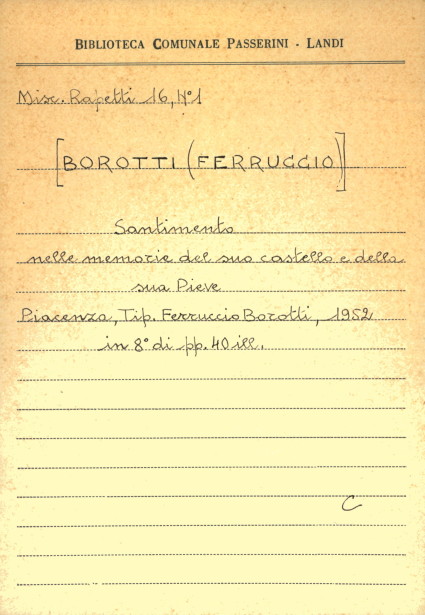 BIBLIOTECA COMUNALE PASSERINI - LANDI
Misc. Rapetti 16, N°1
[BOROTTI (FERRUCCIO)]
Santimento
nelle memorie del suo castello e della
sua Pieve
Piacenza, Tip. Ferruccio Borotti, 1952
in 8° di pp. 40 ill.
C